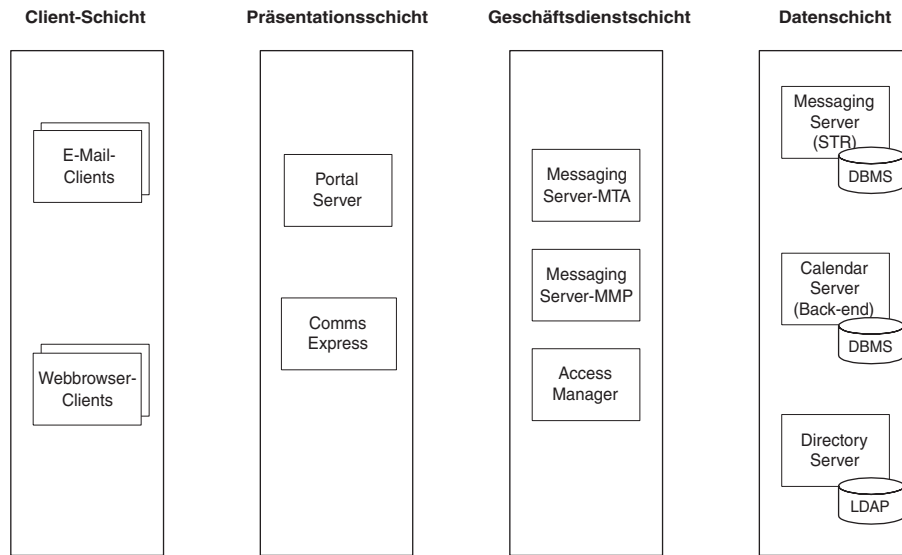 Client-Schicht
Präsentationsschicht
Geschäftsdienstschicht
Datenschicht
E-Mail-
Clients
Webbrowser-
Clients
Portal
Server
Comms
Express
Messaging
Server-MTA
Messaging
Server-MMP
Access
Manager
Messaging
Server
(STR)
DBMS
Calendar
Server
(Back-end)
DBMS
Directory
Server
LDAP